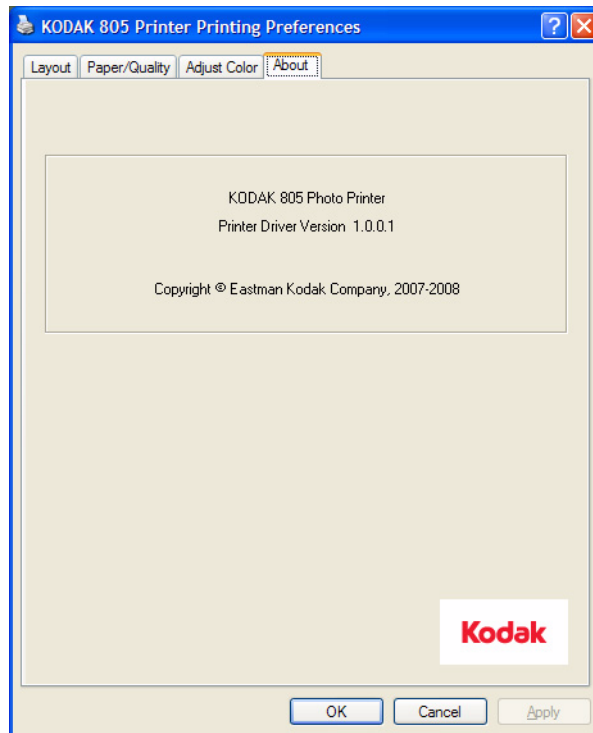 KODAK 805 Printer Printing Preferences
Layout Paper/Quality Adjust Color About
KODAK 805 Photo Printer
Printer Driver Version 1.0.0.1
Copyright © Eastman Kodak Company, 2007-2008
Kodak
OK Cancel Apply